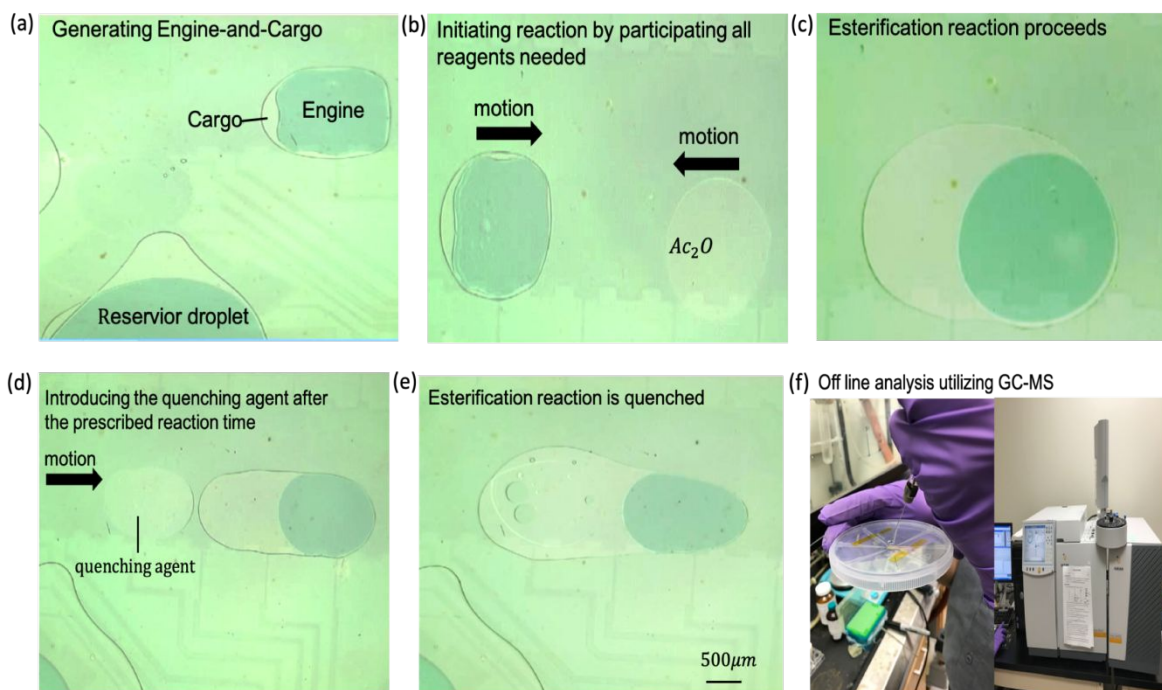 (a)
Generating Engine-and-Cargo
Cargo
Engine
Reservior droplet
(b)
Initiating reaction by participating all
reagents needed
motion
motion
Ac₂O
(c)
Esterification reaction proceeds
(d)
Introducing the quenching agent after
the prescribed reaction time
motion
quenching agent
(e)
Esterification reaction is quenched
500μm
(f)
Off line analysis utilizing GC-MS